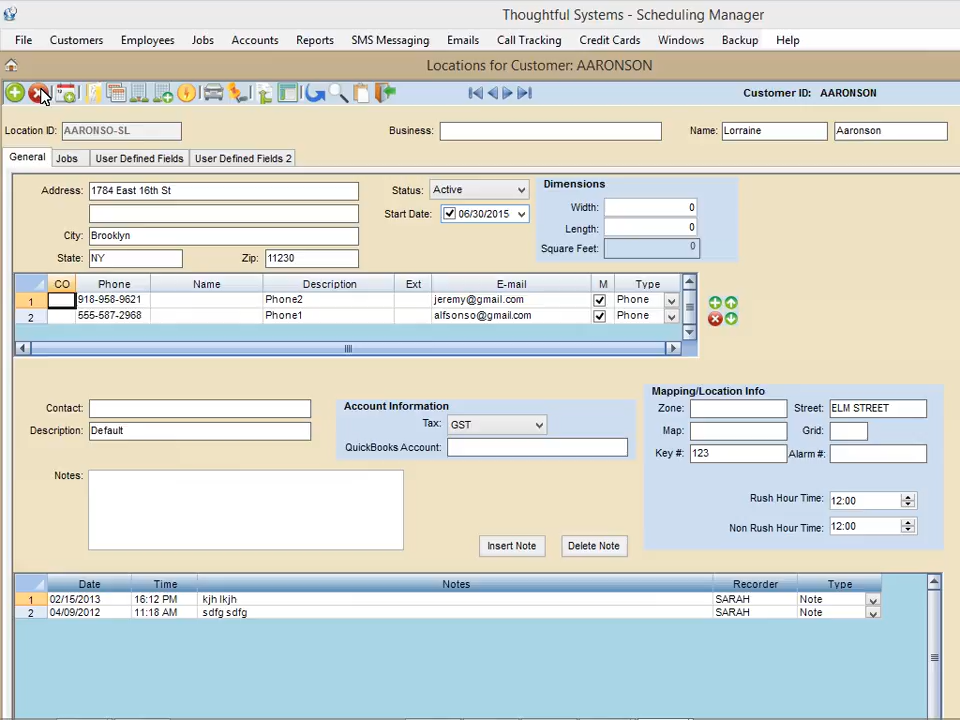 Thoughtful Systems - Scheduling Manager
File Customers Employees Jobs Accounts Reports SMS Messaging Emails Call Tracking Credit Cards Windows Backup Help
Locations for Customer: AARONSON
Customer ID: AARONSON
Location ID: AARONSO-SL Business: Name: Lorraine Aaronson
General Jobs User Defined Fields User Defined Fields 2
Address: 1784 East 16th St Status: Active Dimensions
Start Date: 06/30/2015 Width: 0
City: Brooklyn Length: 0
State: NY Zip: 11230 Square Feet: 0
CO Phone Name Description Ext E-mail M Type
1 918-958-9621 Phone2 jeremy@gmail.com Phone
2 555-587-2968 Phone1 alfsonso@gmail.com Phone
Mapping/Location Info
Contact: Account Information Zone: Street: ELM STREET
Description: Default Tax: GST Map: Grid:
QuickBooks Account: Key #: 123 Alarm #:
Notes:
Rush Hour Time: 12:00
Non Rush Hour Time: 12:00
Insert Note Delete Note
Date Time Notes Recorder Type
1 02/15/2013 16:12 PM kjh lkjh SARAH Note
2 04/09/2012 11:18 AM sdfg sdfg SARAH Note